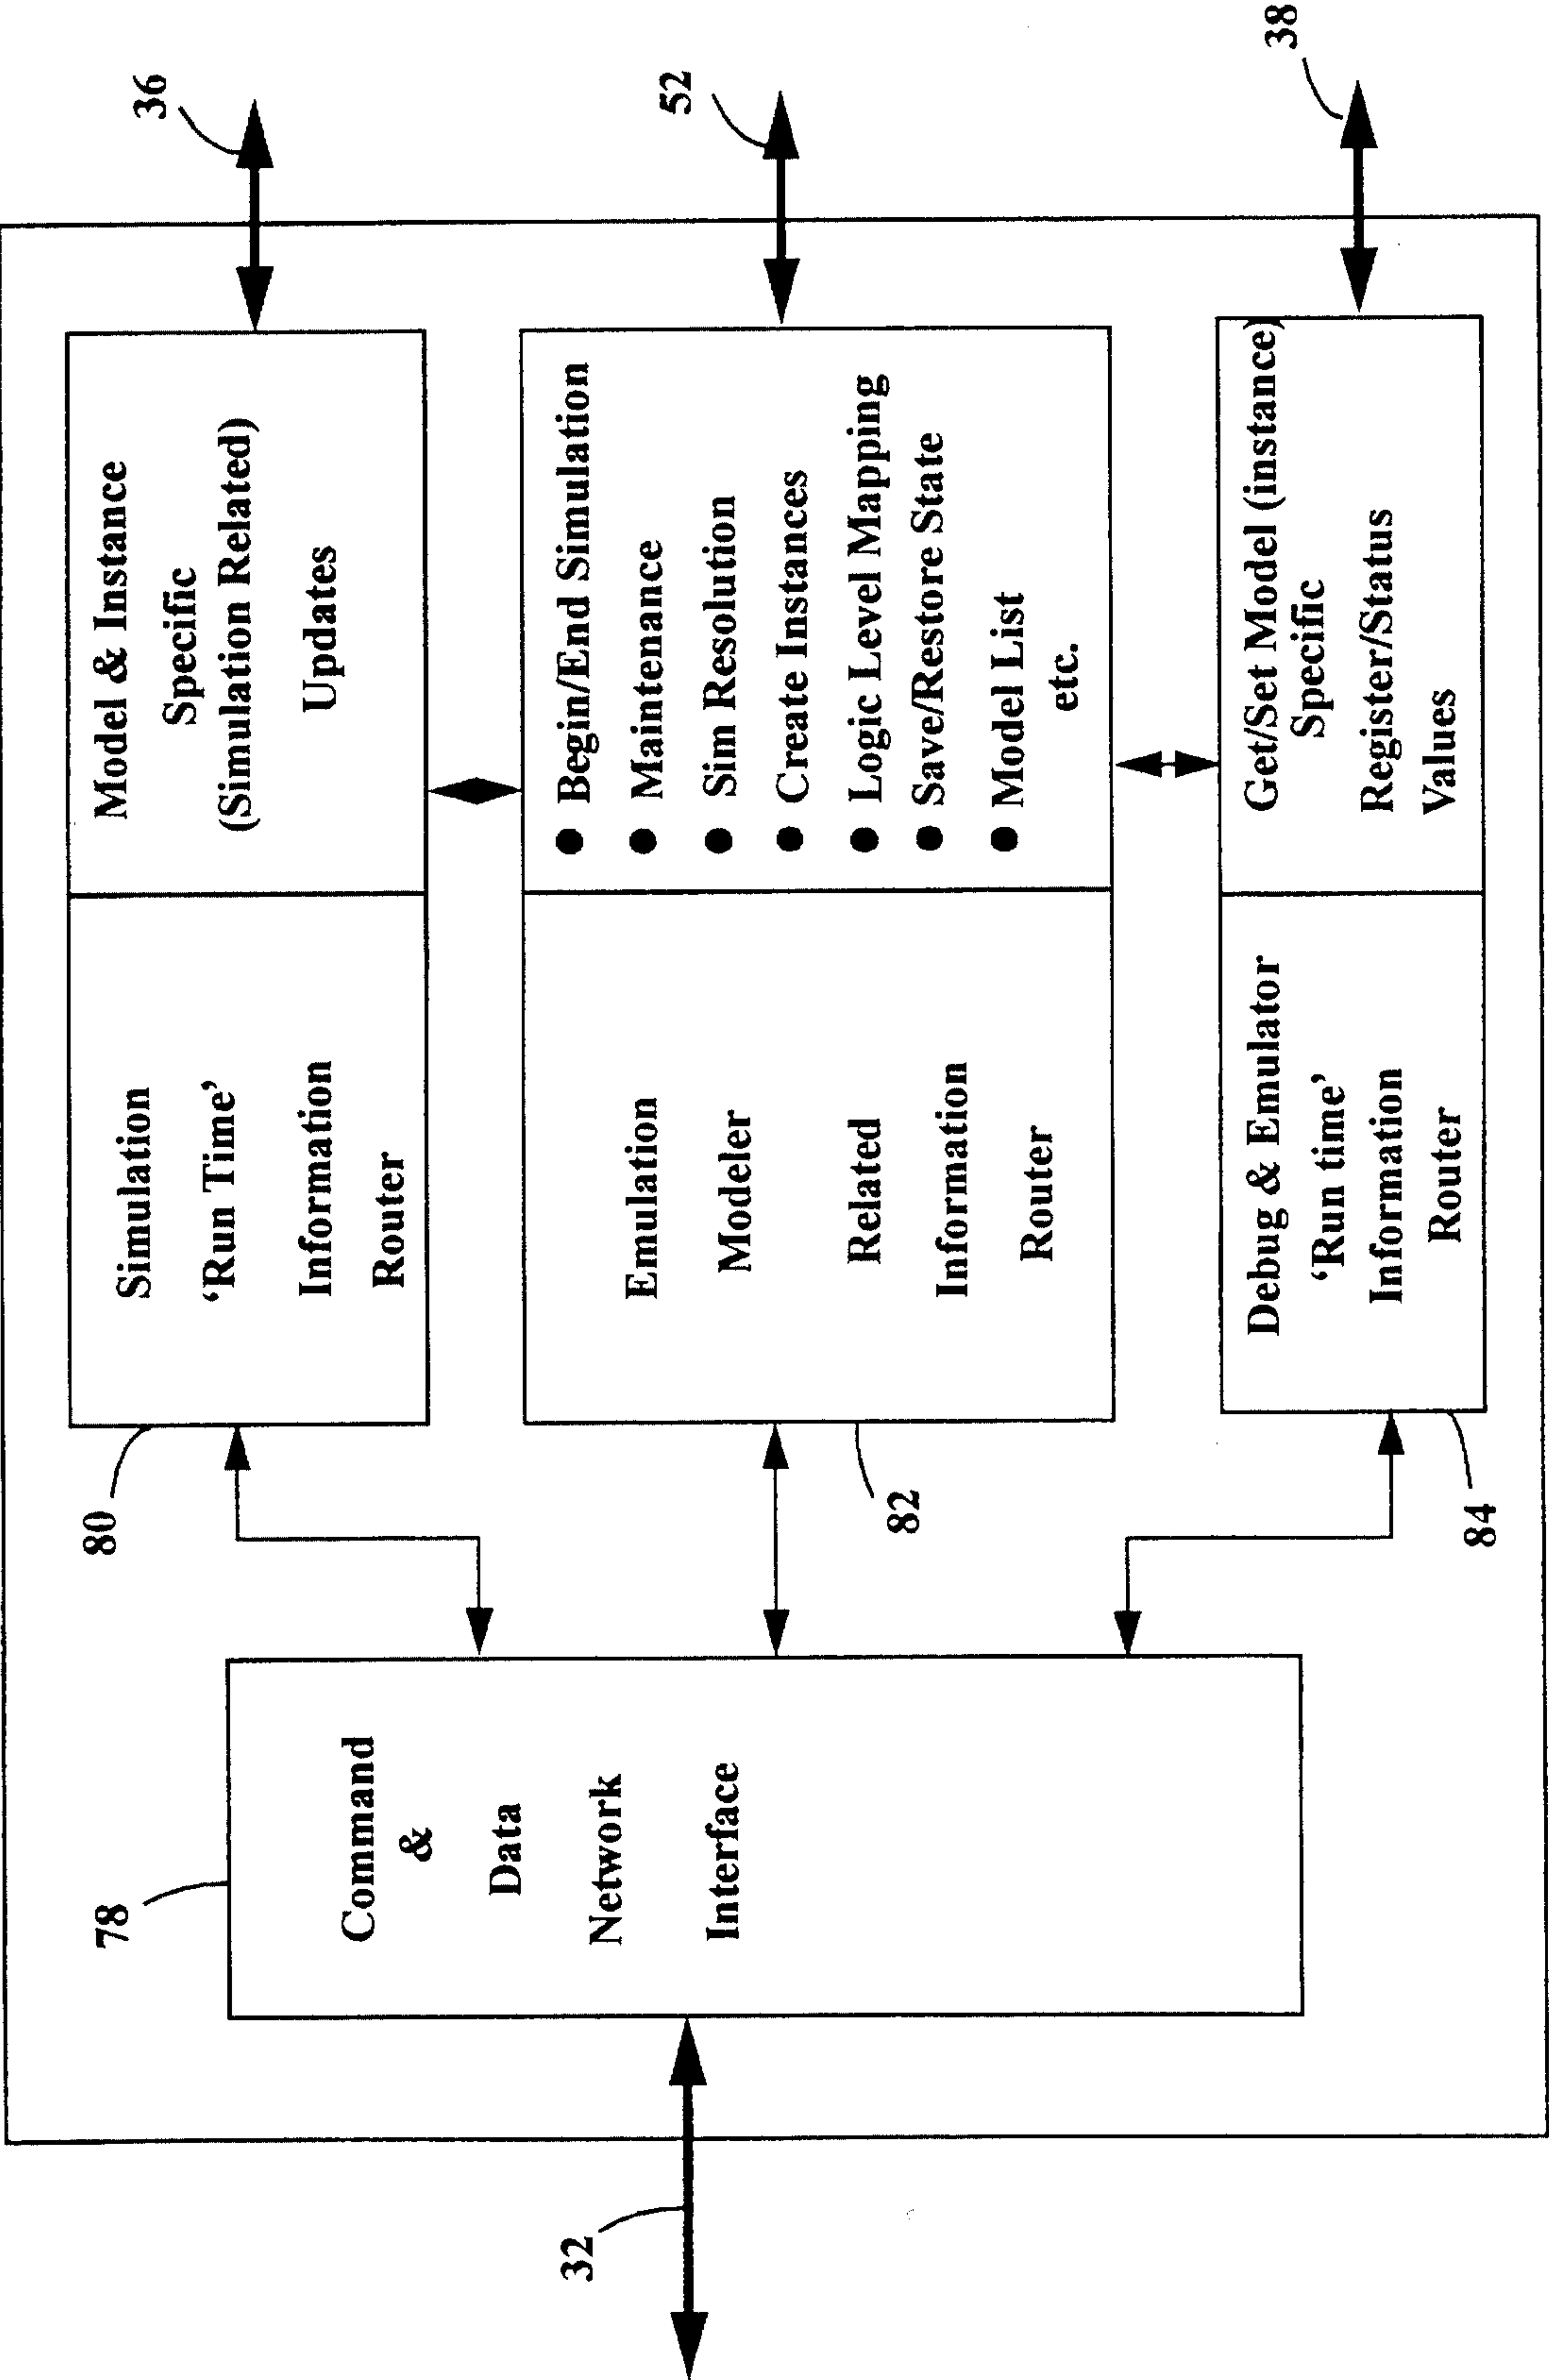 36
52
38
Model & Instance
Specific
(Simulation Related)
Updates
Simulation
‘Run Time’
Information
Router
80
● Begin/End Simulation
● Maintenance
● Sim Resolution
● Create Instances
● Logic Level Mapping
● Save/Restore State
● Model List
etc.
Emulation
Modeler
Related
Information
Router
82
Get/Set Model (instance)
Specific
Register/Status
Values
Debug & Emulator
‘Run time’
Information
Router
84
78
Command
&
Data
Network
Interface
32